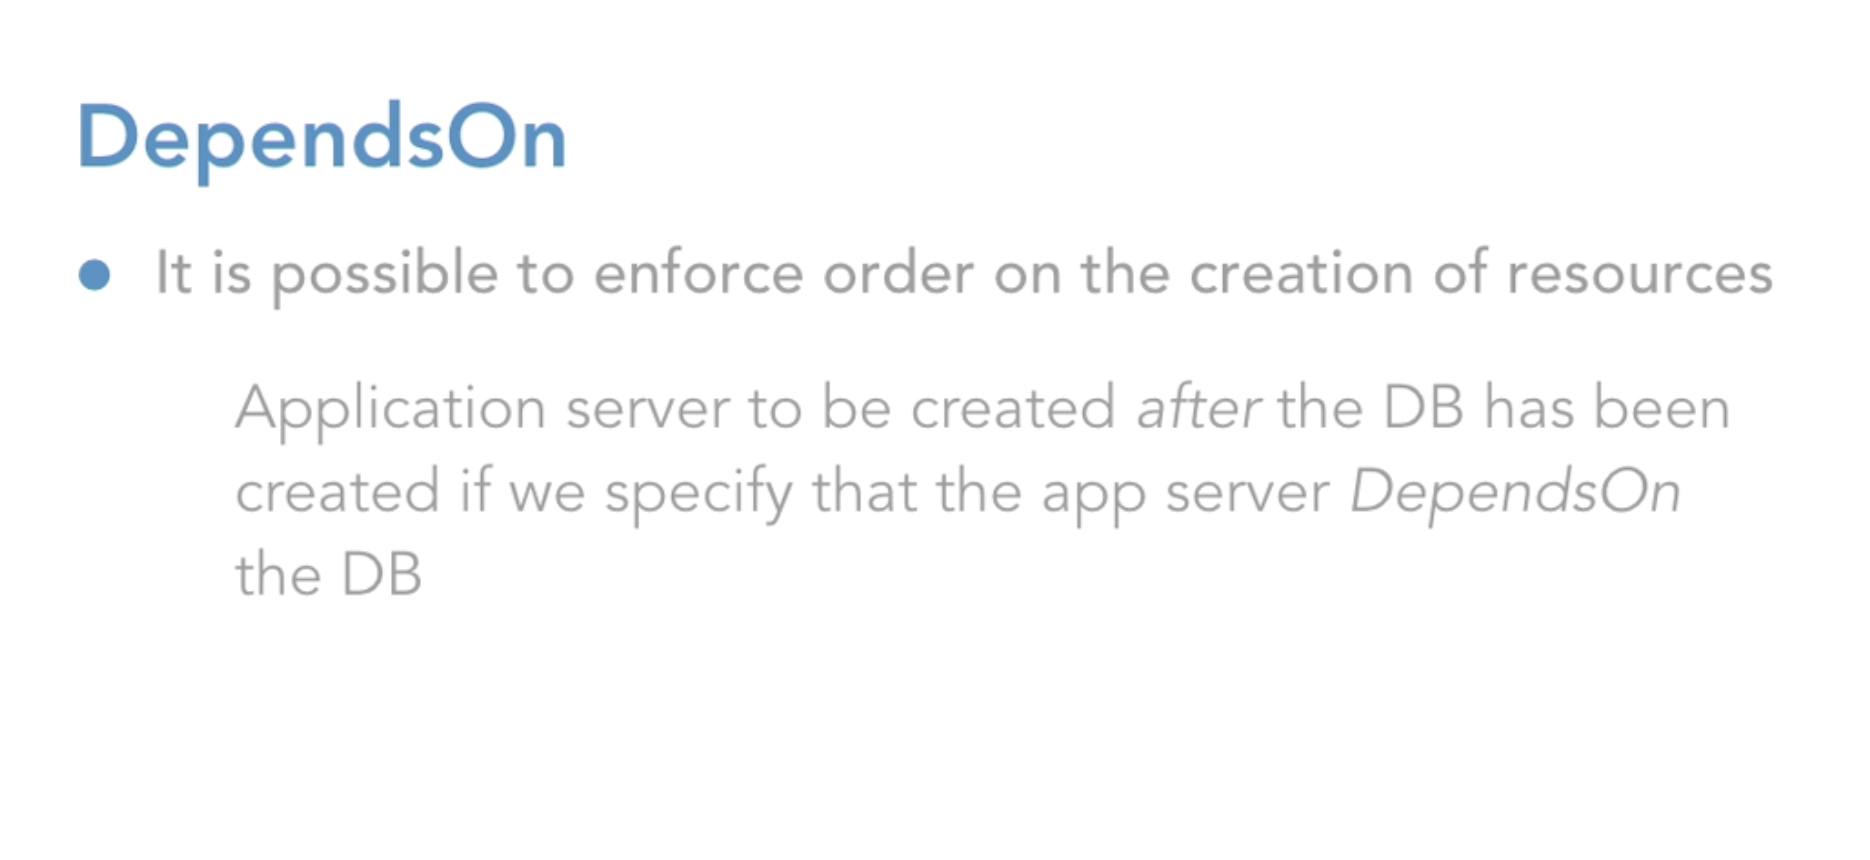 DependsOn
It is possible to enforce order on the creation of resources
Application server to be created after the DB has been
created if we specify that the app server DependsOn
the DB